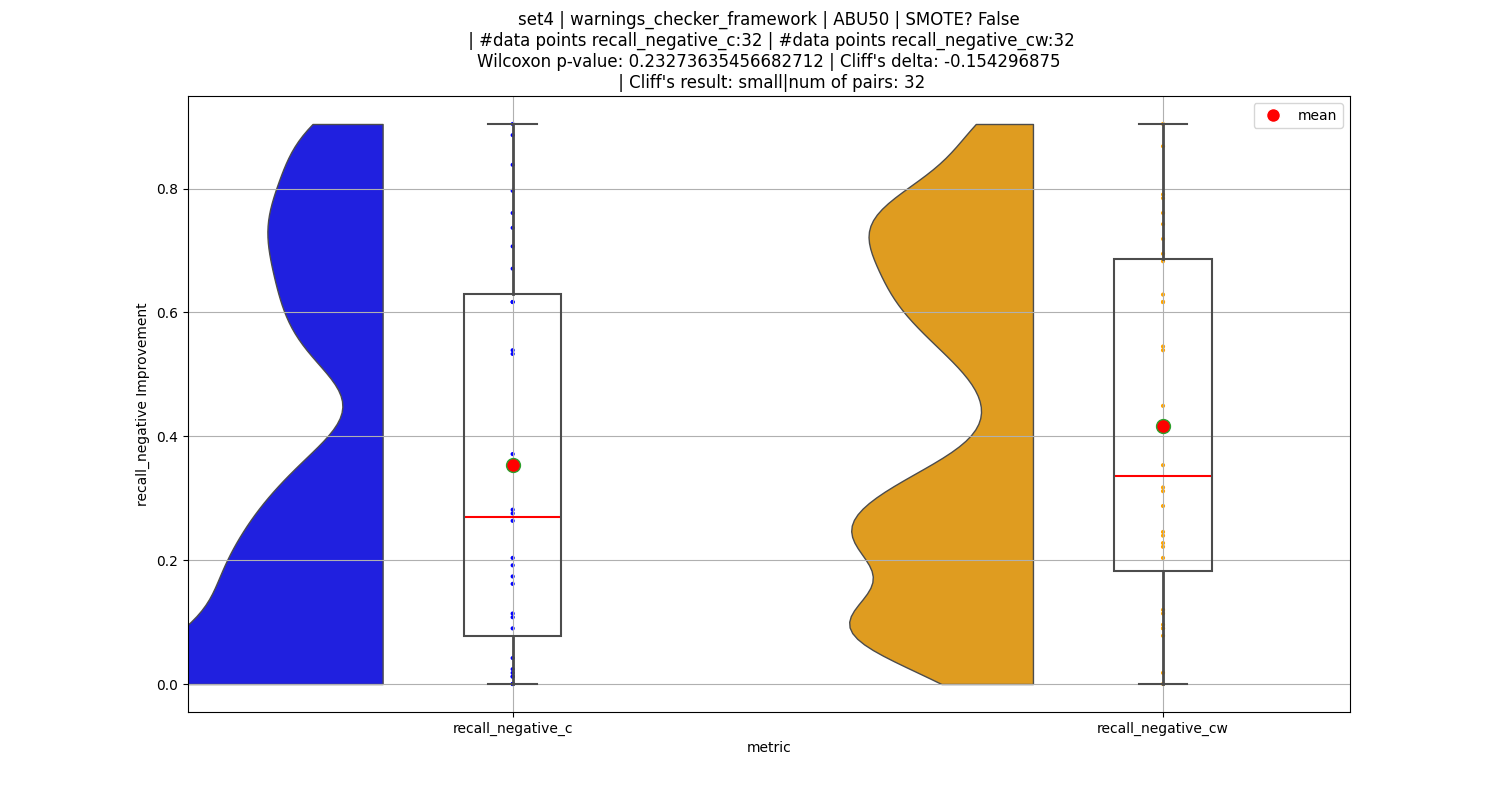 set4 | warnings_checker_framework | ABU50 | SMOTE? False
| #data points recall_negative_c:32 | #data points recall_negative_cw:32
Wilcoxon p-value: 0.23273635456682712 | Cliff's delta: -0.154296875
| Cliff's result: small|num of pairs: 32
mean
recall_negative Improvement
0.8
0.6
0.4
0.2
0.0
recall_negative_c
recall_negative_cw
metric